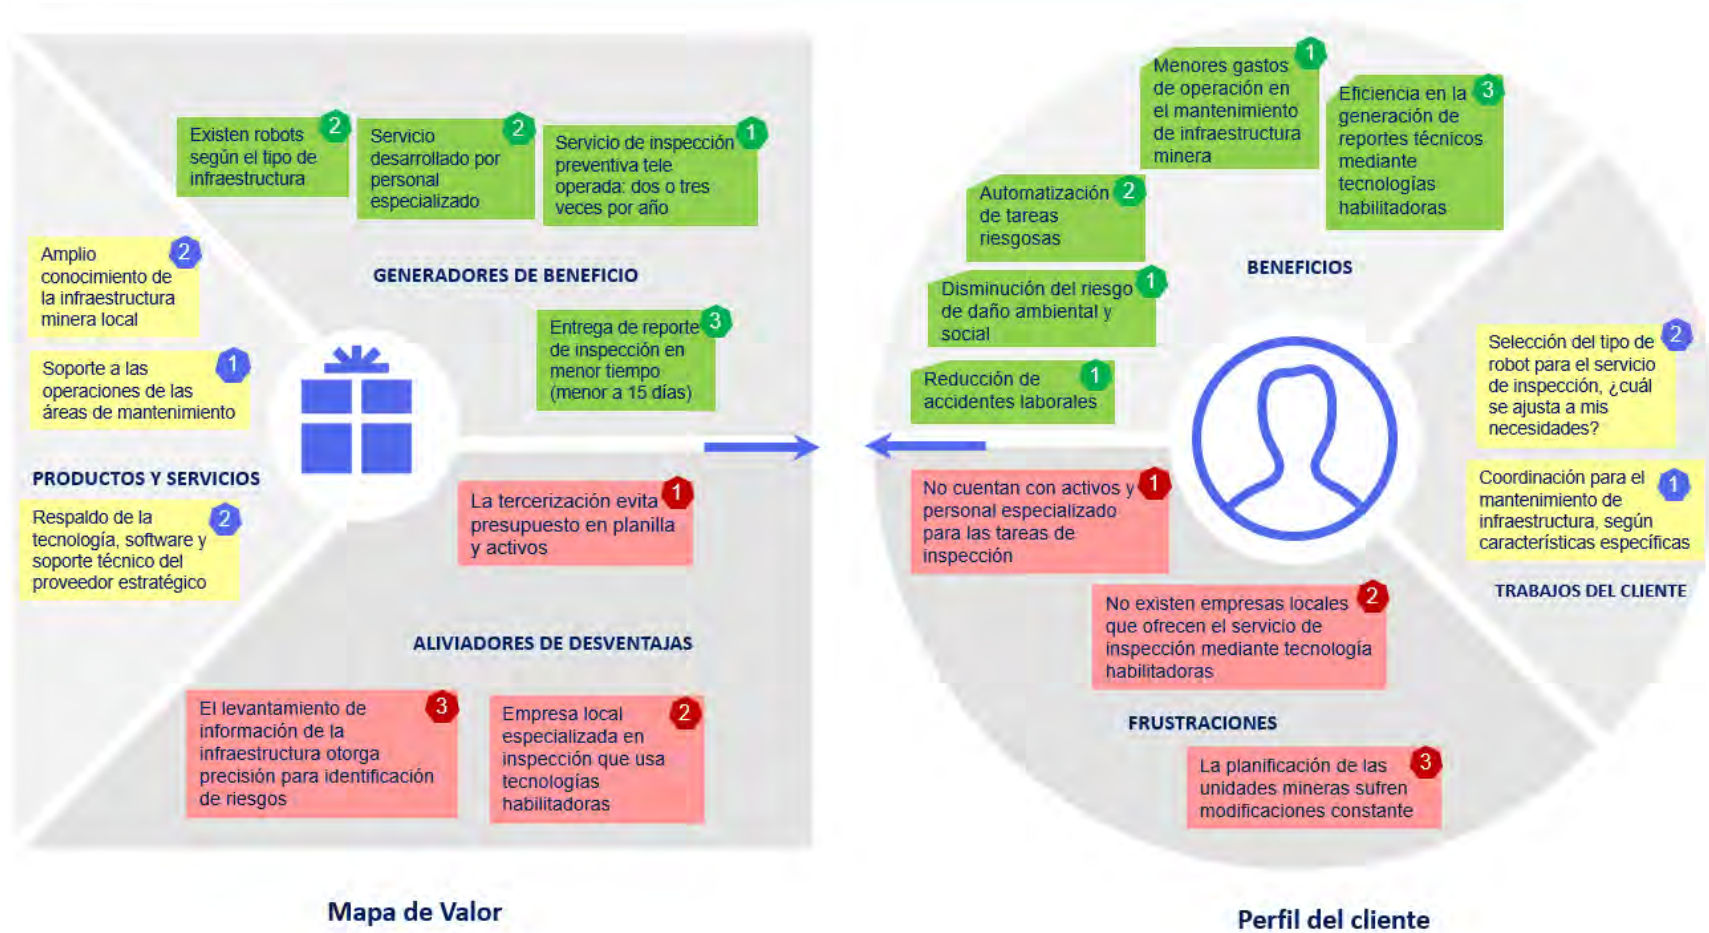 Existen robots
según el tipo de
infraestructura
2
Servicio
desarrollado por
personal
especializado
2
Servicio de inspección
preventiva tele
operada: dos o tres
veces por año
1
Amplio
conocimiento de
la infraestructura
minera local
2
GENERADORES DE BENEFICIO
Entrega de reporte
de inspección en
menor tiempo
(menor a 15 días)
3
Soporte a las
operaciones de las
áreas de mantenimiento
1
PRODUCTOS Y SERVICIOS
Respaldo de la
tecnología, software y
soporte técnico del
proveedor estratégico
2
La tercerización evita
presupuesto en planilla
y activos
1
ALIVIADORES DE DESVENTAJAS
El levantamiento de
información de la
infraestructura otorga
precisión para identificación
de riesgos
3
Empresa local
especializada en
inspección que usa
tecnologías
habilitadoras
2
Mapa de Valor
Menores gastos
de operación en
el mantenimiento
de infraestructura
minera
1
Eficiencia en la
generación de
reportes técnicos
mediante
tecnologías
habilitadoras
3
Automatización
de tareas
riesgosas
2
BENEFICIOS
Disminución del riesgo
de daño ambiental y
social
1
Reducción de
accidentes laborales
1
Selección del tipo de
robot para el servicio
de inspección, ¿cuál
se ajusta a mis
necesidades?
2
Coordinación para el
mantenimiento de
infraestructura, según
características específicas
1
TRABAJOS DEL CLIENTE
No cuentan con activos y
personal especializado
para las tareas de
inspección
1
No existen empresas locales
que ofrecen el servicio de
inspección mediante tecnología
habilitadoras
2
FRUSTRACIONES
La planificación de las
unidades mineras sufren
modificaciones constante
3
Perfil del cliente